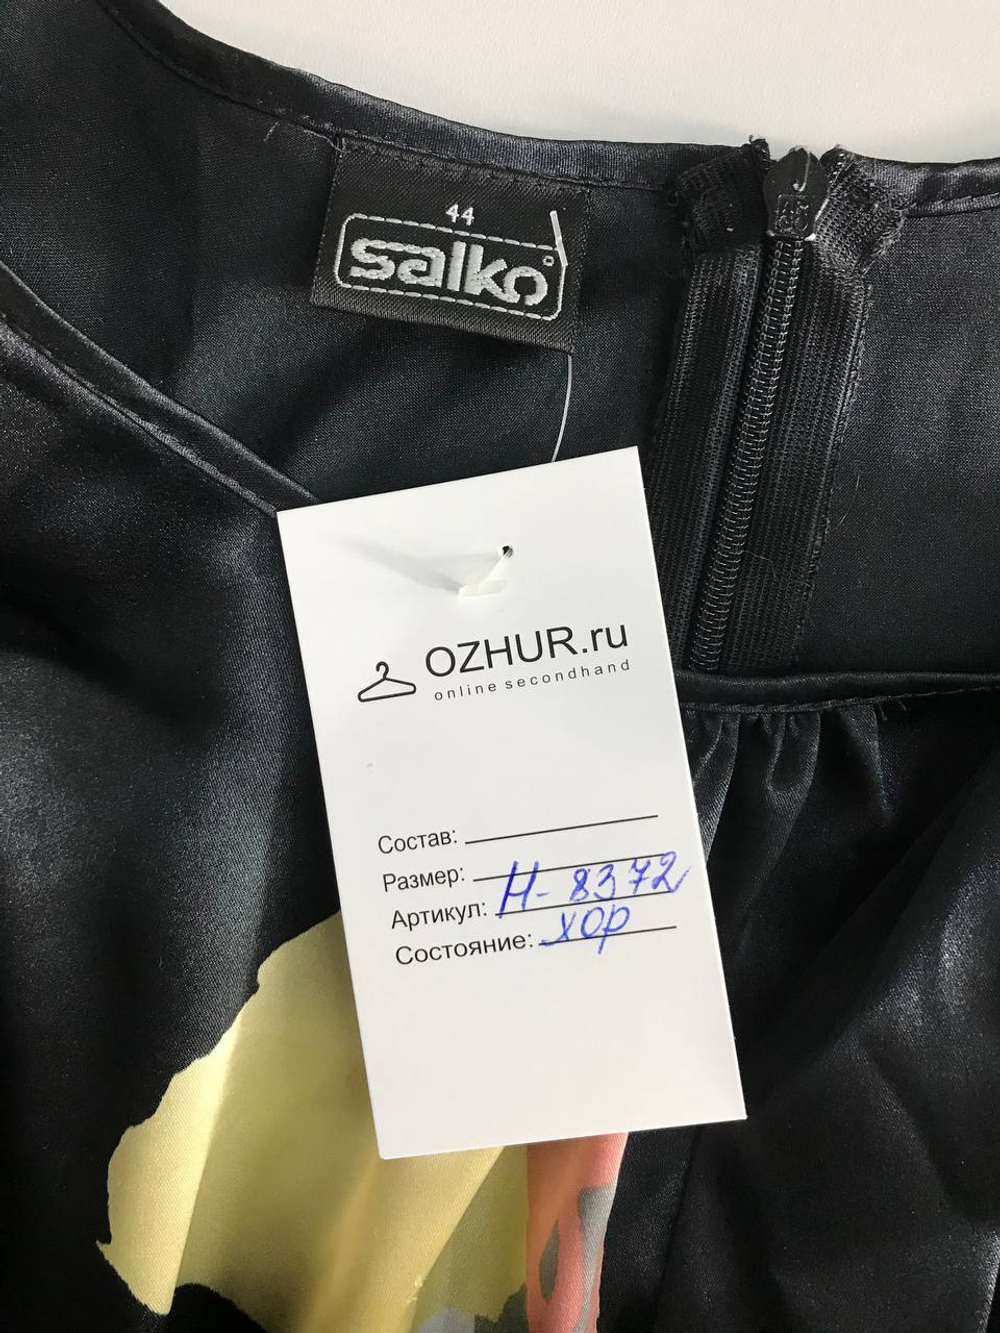 44
salko
OZHUR.ru
online secondhand
Состав:
Размер:
Артикул: Н-8372
Состояние: хор